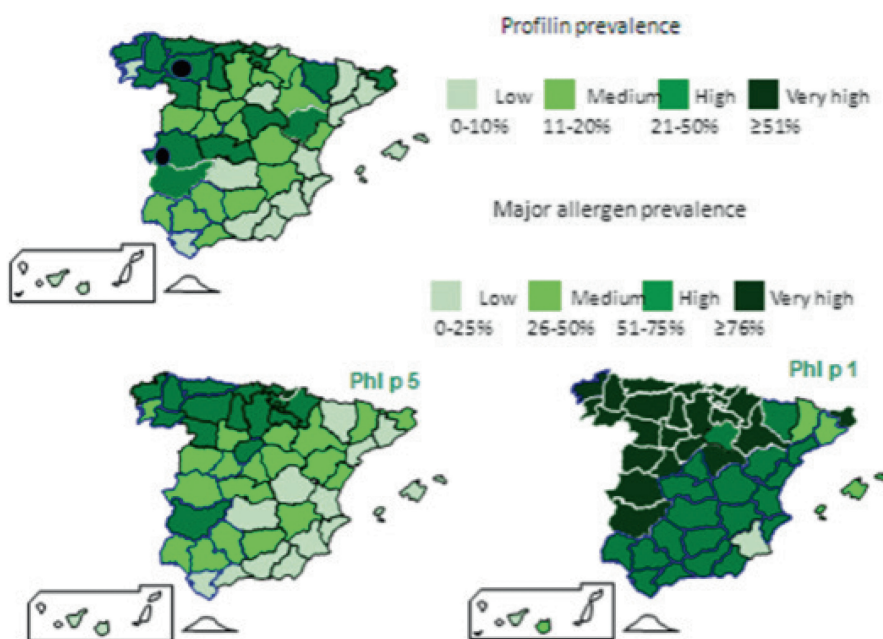 Profilin prevalence
Low Medium High Very high
0-10% 11-20% 21-50% ≥51%
Major allergen prevalence
Low Medium High Very high
0-25% 26-50% 51-75% ≥76%
Phl p 5
Phl p 1